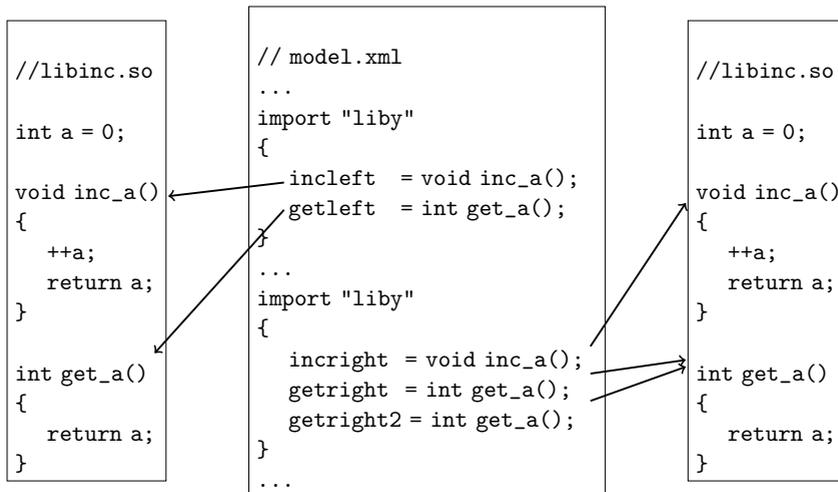 //libinc.so
int a = 0;
void inc_a()
{
++a;
return a;
}
int get_a()
{
return a;
}
// model.xml
...
import "liby"
{
incleft = void inc_a();
getleft = int get_a();
}
...
import "liby"
{
incright = void inc_a();
getright = int get_a();
getright2 = int get_a();
}
...
//libinc.so
int a = 0;
void inc_a()
{
++a;
return a;
}
int get_a()
{
return a;
}